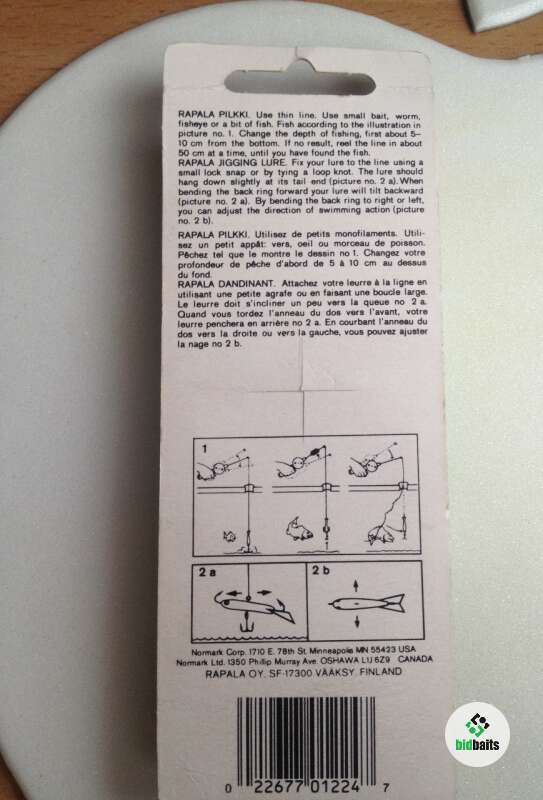 RAPALA PILKKI. Use thin line. Use small bait, worm,
fisheye or a bit of fish. Fish according to the illustration in
picture no. 1. Change the depth of fishing, first about 5–
10 cm from the bottom. If no result, reel the line in about
50 cm at a time, until you have found the fish.
RAPALA JIGGING LURE. Fix your lure to the line using a
small lock snap or by tying a loop knot. The lure should
hang down slightly at its tail end (picture no. 2 a). When
bending the back ring forward your lure will tilt backward
(picture no. 2 a). By bending the back ring to right or left,
you can adjust the direction of swimming action (picture
no. 2 b).
RAPALA PILKKI. Utilisez de petits monofilaments. Utili-
sez un petit appât: vers, oeil ou morceau de poisson.
Pêchez tel que le montre le dessin no 1. Changez votre
profondeur de pêche d'abord de 5 à 10 cm au dessus
du fond.
RAPALA DANDINANT. Attachez votre leurre à la ligne en
utilisant une petite agrafe ou en faisant une boucle large.
Le leurre doit s'incliner un peu vers la queue no 2 a.
Quand vous tordez l'anneau du dos vers l'avant, votre
leurre penchera en arrière no 2 a. En courbant l'anneau du
dos vers la droite ou vers la gauche, vous pouvez ajuster
la nage no 2 b.
1
2 a 2 b
Normark Corp. 1710 E. 78th St. Minneapolis MN 55423 USA
Normark Ltd. 1350 Phillip Murray Ave. OSHAWA L1J 6Z9 CANADA
RAPALA OY. SF-17300 VÄÄKSY. FINLAND
0 22677 01224 7
bidbaits